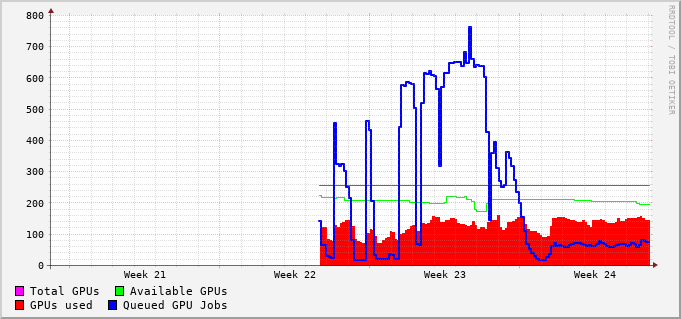 800
700
600
500
400
300
200
100
0
Week 21 Week 22 Week 23 Week 24
Total GPUs Available GPUs
GPUs used Queued GPU Jobs
RRDTOOL / TOBI OETIKER